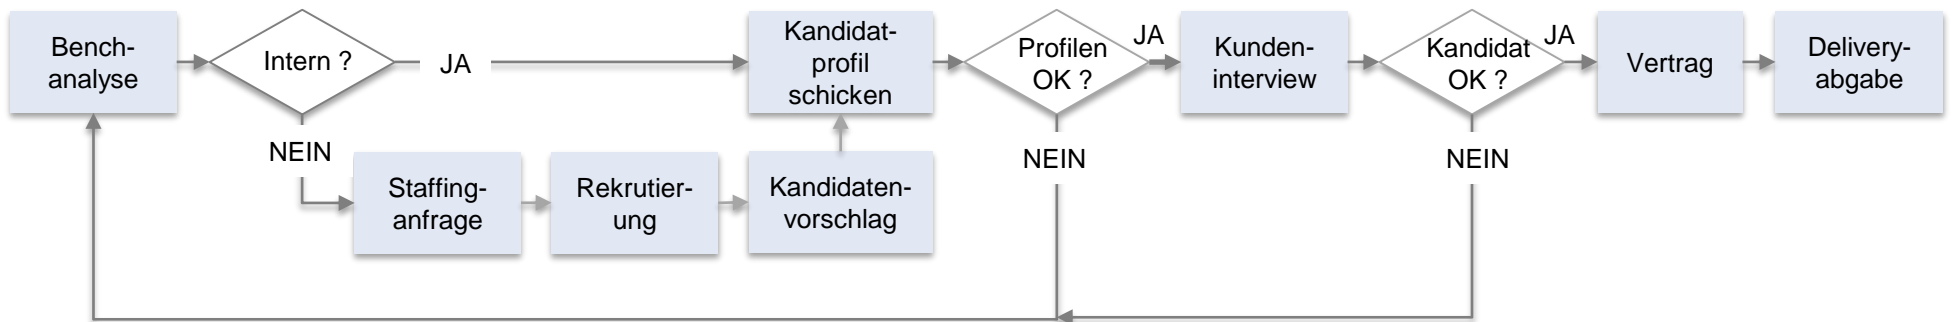 Bench-
analyse
Intern ?
JA
Kandidat-
profil
schicken
Profilen
OK ?
JA
Kunden-
interview
Kandidat
OK ?
JA
Vertrag
Delivery-
abgabe
NEIN
NEIN
NEIN
Staffing-
anfrage
Rekrutier-
ung
Kandidaten-
vorschlag